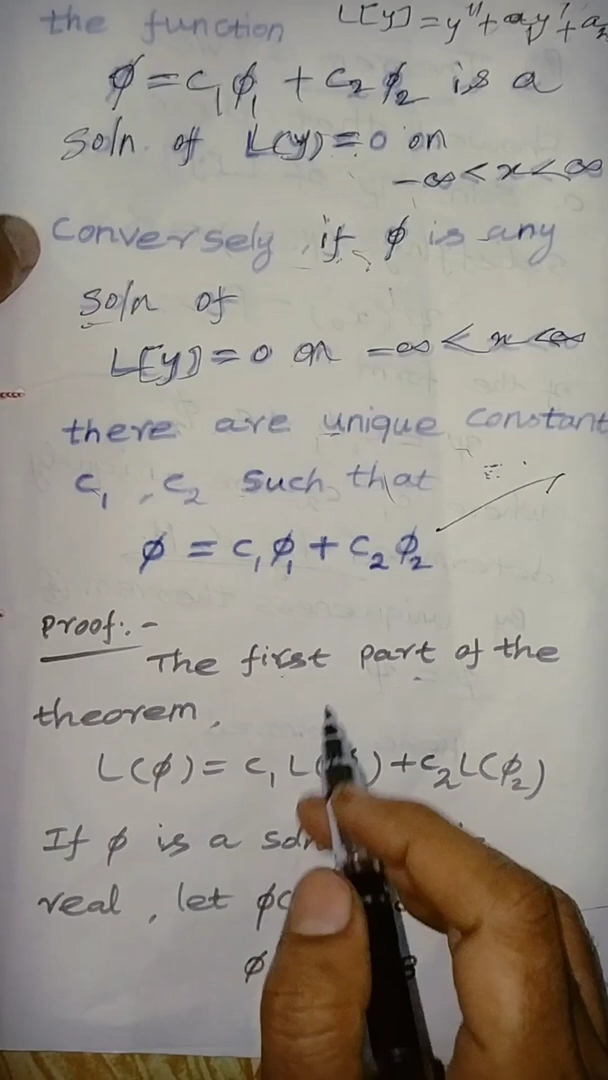 the function L[y] = y'' + a₁y' + a₂
φ = c₁φ₁ + c₂φ₂ is a
soln. of L(y) = 0 on
-∞ < x < ∞
Conversely, if φ is any
soln of
L[y] = 0 on -∞ < x < ∞
there are unique constant
c₁, c₂ such that
φ = c₁φ₁ + c₂φ₂
Proof:-
The first part of the
theorem,
L(φ) = c₁ L( ) + c₂L(φ₂)
If φ is a
real, let φ
φ